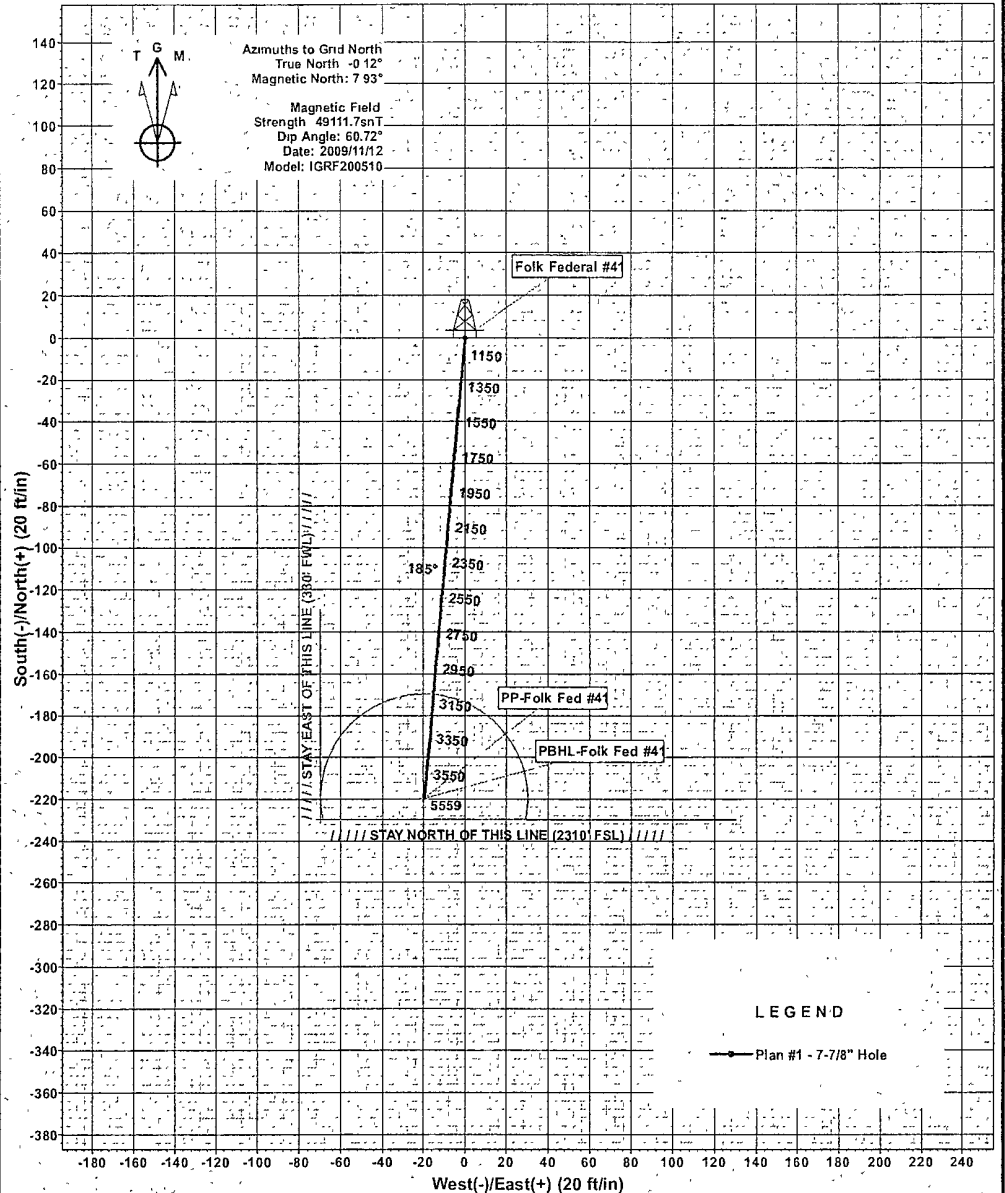 T G M
Azimuths to Grid North
True North -0 12°
Magnetic North: 7 93°
Magnetic Field
Strength 49111.7snT
Dip Angle: 60.72°
Date: 2009/11/12
Model: IGRF200510
140
120
100
80
60
40
20
0
-20
-40
-60
-80
-100
-120
-140
-160
-180
-200
-220
-240
-260
-280
-300
-320
-340
-360
-380
South(-)/North(+) (20 ft/in)
Folk Federal #41
1150
1350
1550
1750
1950
2150
2350
185°
2550
2750
2950
3150
3350
3550
5559
PP-Folk Fed #41
PBHL-Folk Fed #41
///// STAY EAST OF THIS LINE (330' FWL) /////
///// STAY NORTH OF THIS LINE (2310' FSL) /////
LEGEND
Plan #1 - 7-7/8" Hole
-180 -160 -140 -120 -100 -80 -60 -40 -20 0 20 40 60 80 100 120 140 160 180 200 220 240
West(-)/East(+) (20 ft/in)